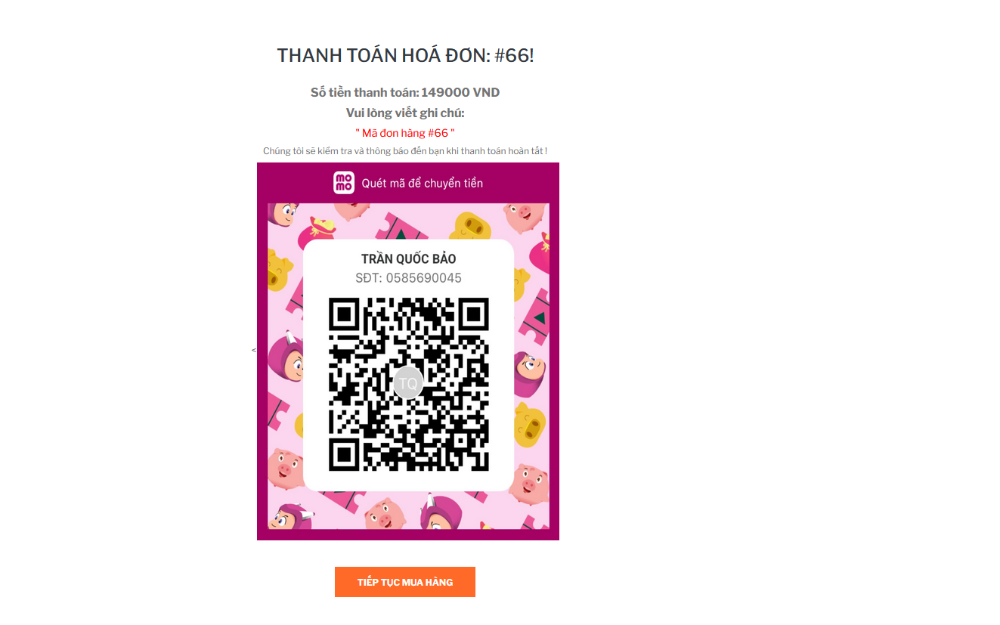 THANH TOÁN HOÁ ĐƠN: #66!
Số tiền thanh toán: 149000 VND
Vui lòng viết ghi chú:
" Mã đơn hàng #66 "
Chúng tôi sẽ kiểm tra và thông báo đến bạn khi thanh toán hoàn tất !
mo mo Quét mã để chuyển tiền
TRẦN QUỐC BẢO
SĐT: 0585690045
TQ
<
TIẾP TỤC MUA HÀNG